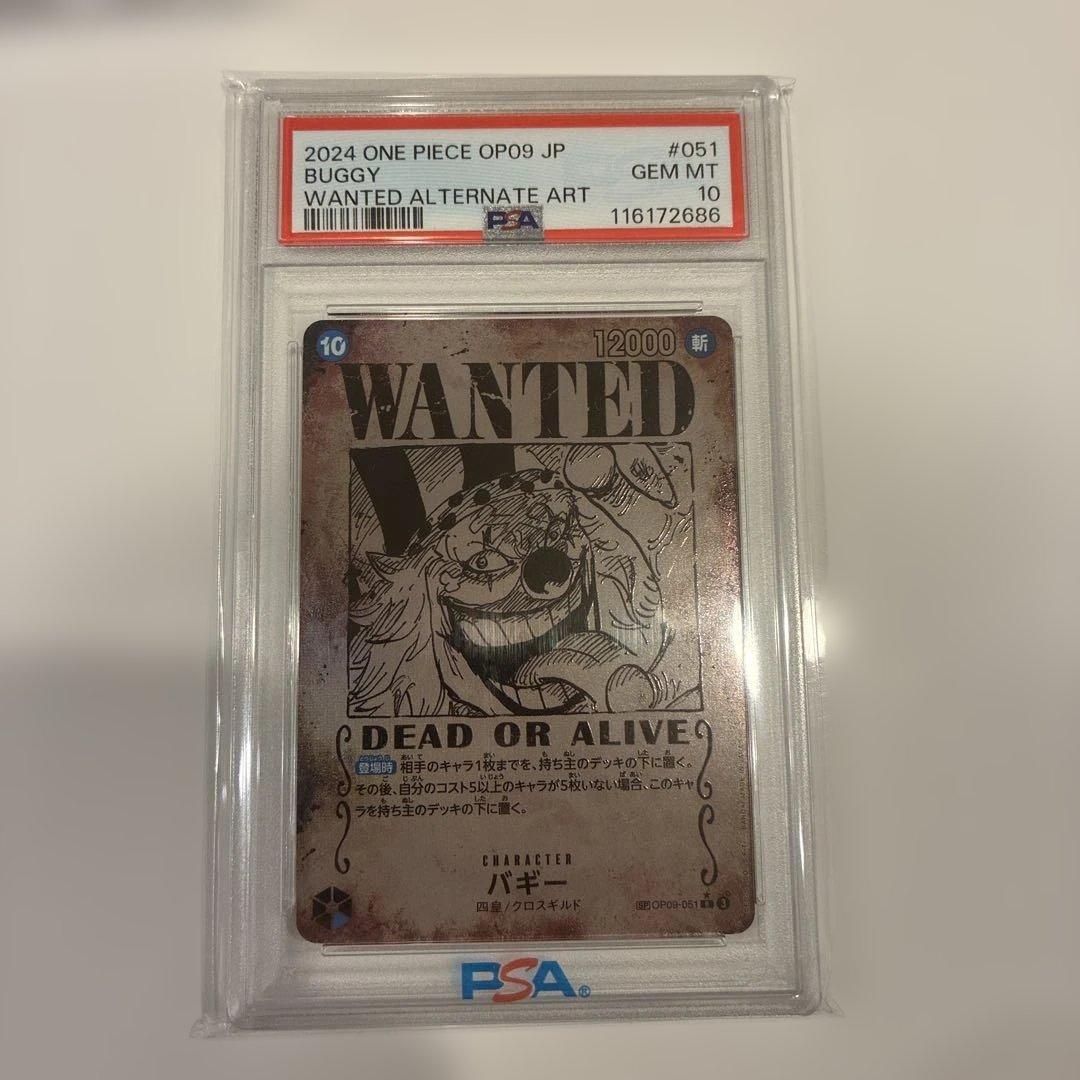 2024 ONE PIECE OP09 JP #051
BUGGY GEM MT
WANTED ALTERNATE ART 10
PSA 116172686
10 12000 斬
WANTED
DEAD OR ALIVE
登場時 相手のキャラ1枚までを、持ち主のデッキの下に置く。
その後、自分のコスト5以上のキャラが5枚いない場合、このキャ
ラを持ち主のデッキの下に置く。
CHARACTER
バギー
四皇/クロスギルド
SP OP09-051 R 3
PSA®